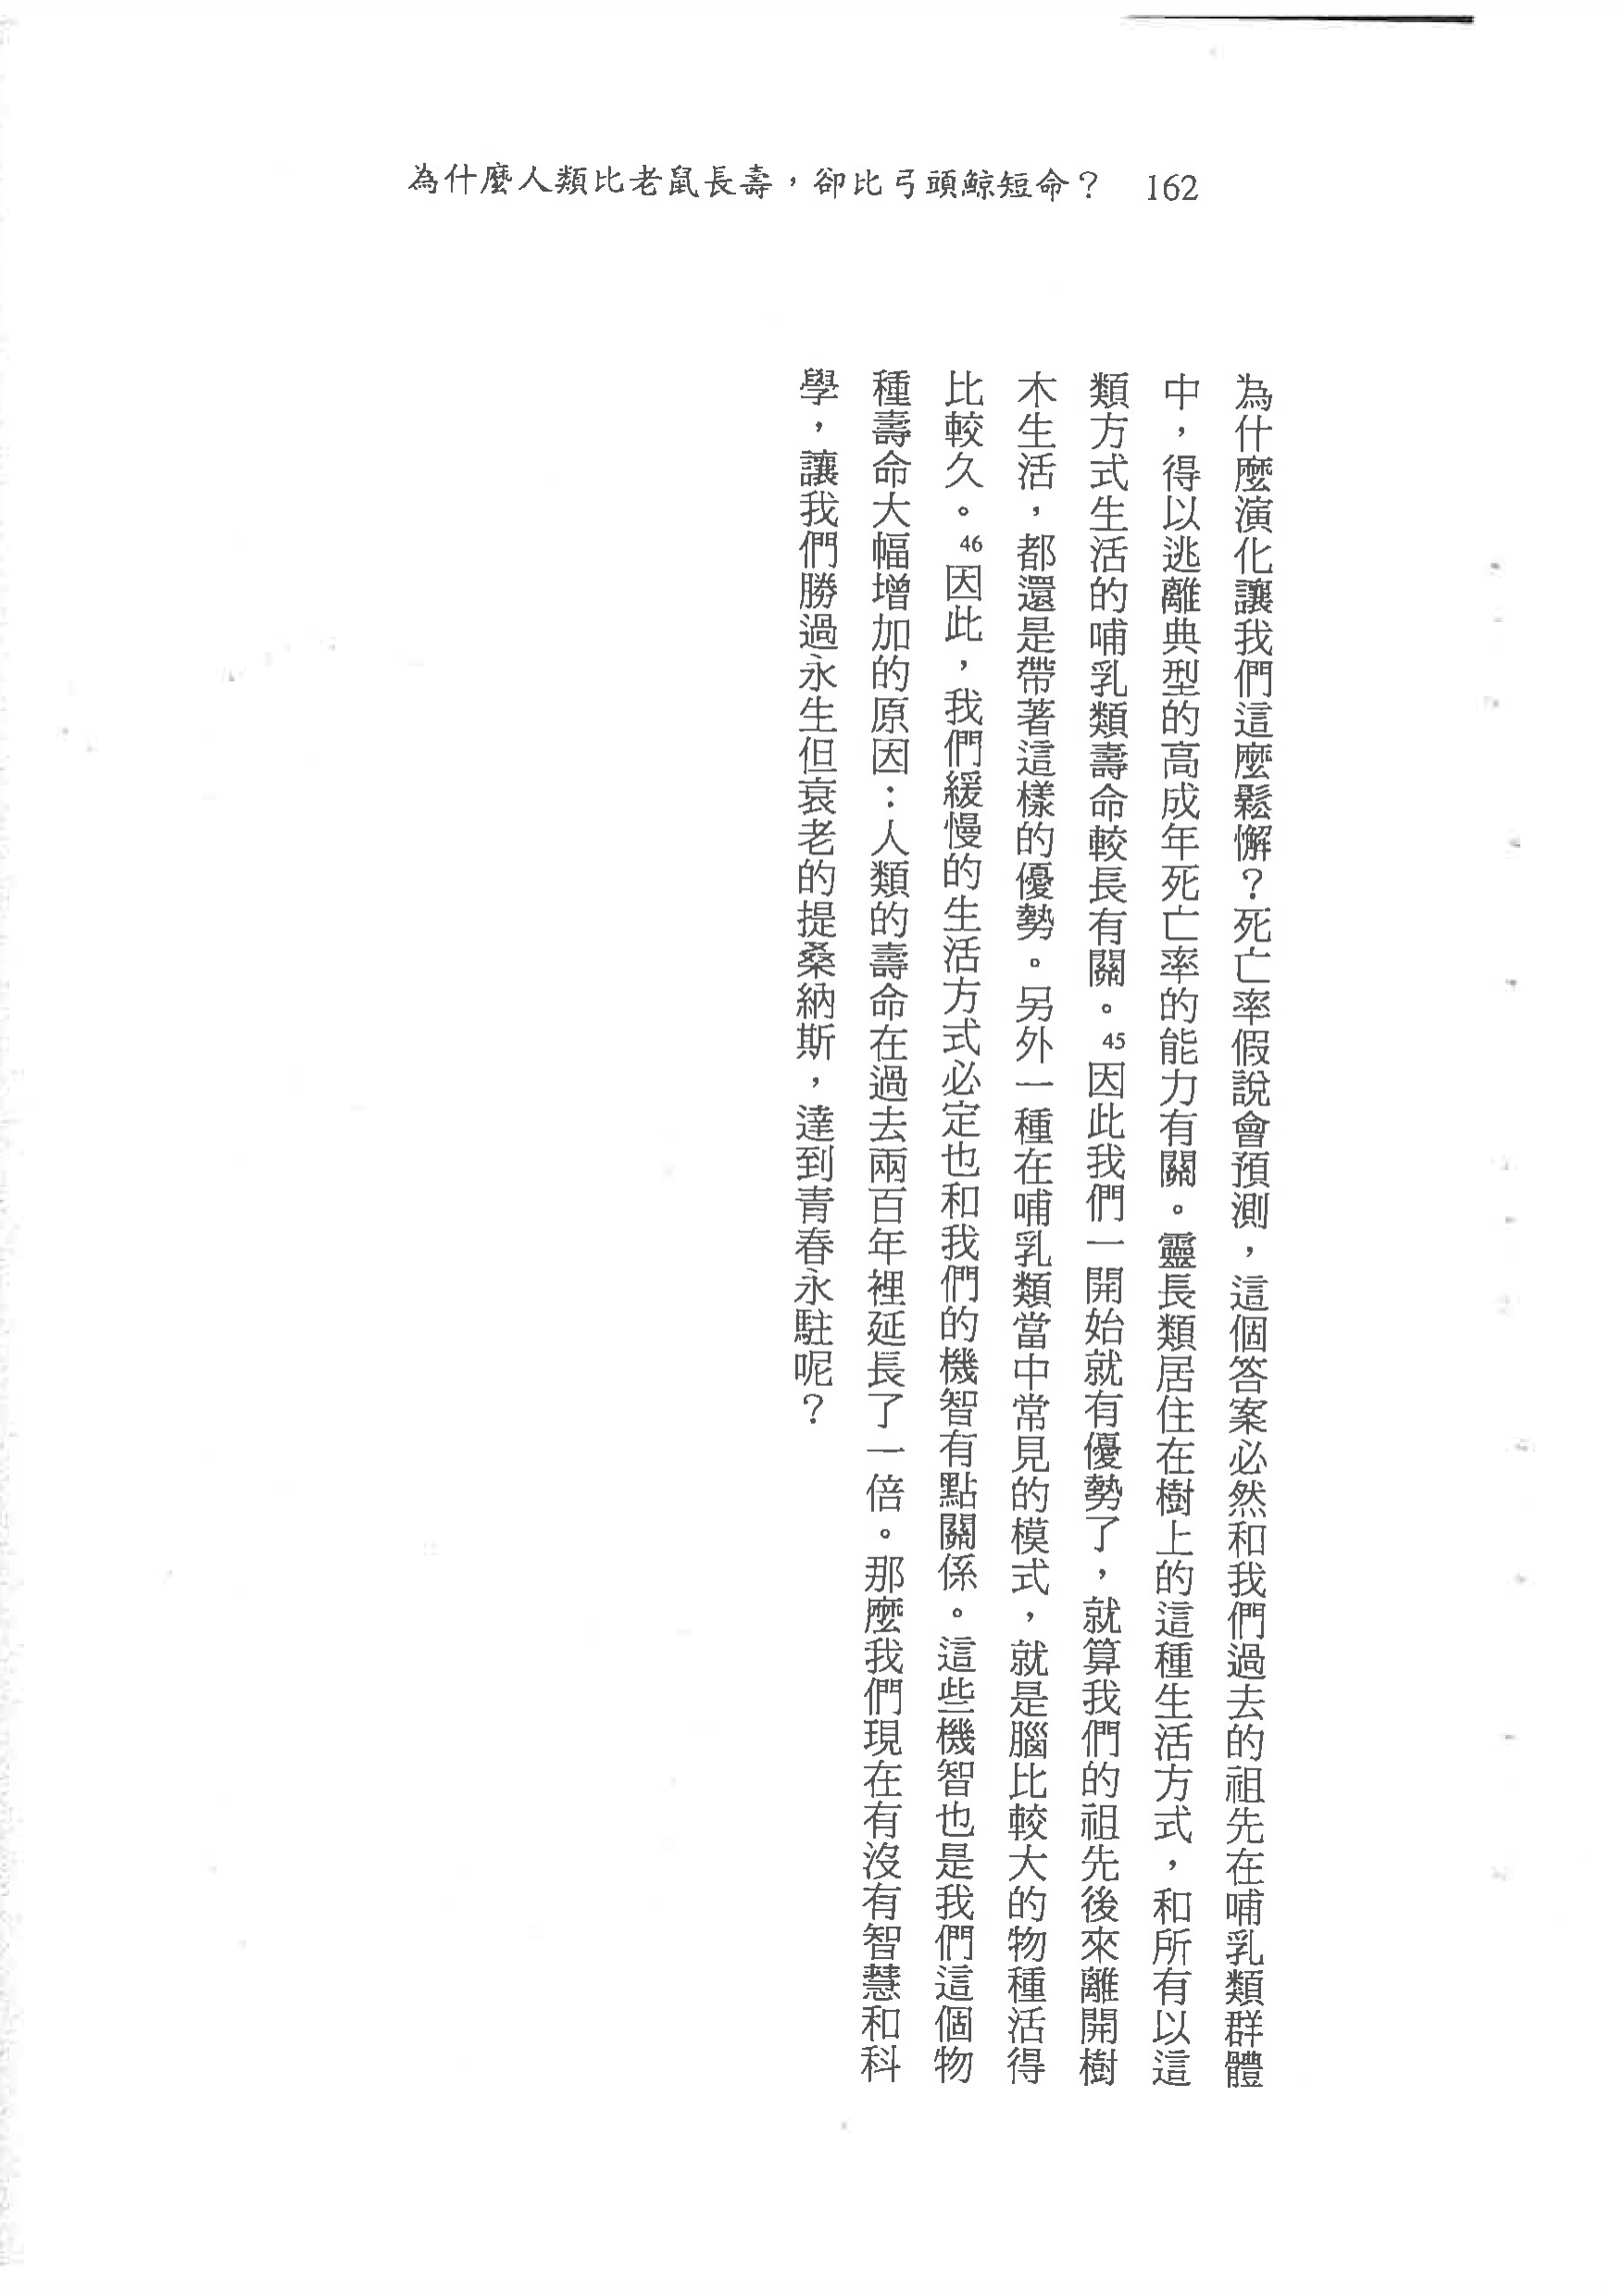 為什麼人類比老鼠長壽，卻比弓頭鯨短命？ 162
為什麼演化讓我們這麼鬆懈？死亡率假說會預測，這個答案必然和我們過去的祖先在哺乳類群體
中，得以逃離典型的高成年死亡率的能力有關。靈長類居住在樹上的這種生活方式，和所有以這
類方式生活的哺乳類壽命較長有關。45因此我們一開始就有優勢了，就算我們的祖先後來離開樹
木生活，都還是帶著這樣的優勢。另外一種在哺乳類當中常見的模式，就是腦比較大的物種活得
比較久。46因此，我們緩慢的生活方式必定也和我們的機智有點關係。這些機智也是我們這個物
種壽命大幅增加的原因：人類的壽命在過去兩百年裡延長了一倍。那麼我們現在有沒有智慧和科
學，讓我們勝過永生但衰老的提桑納斯，達到青春永駐呢？